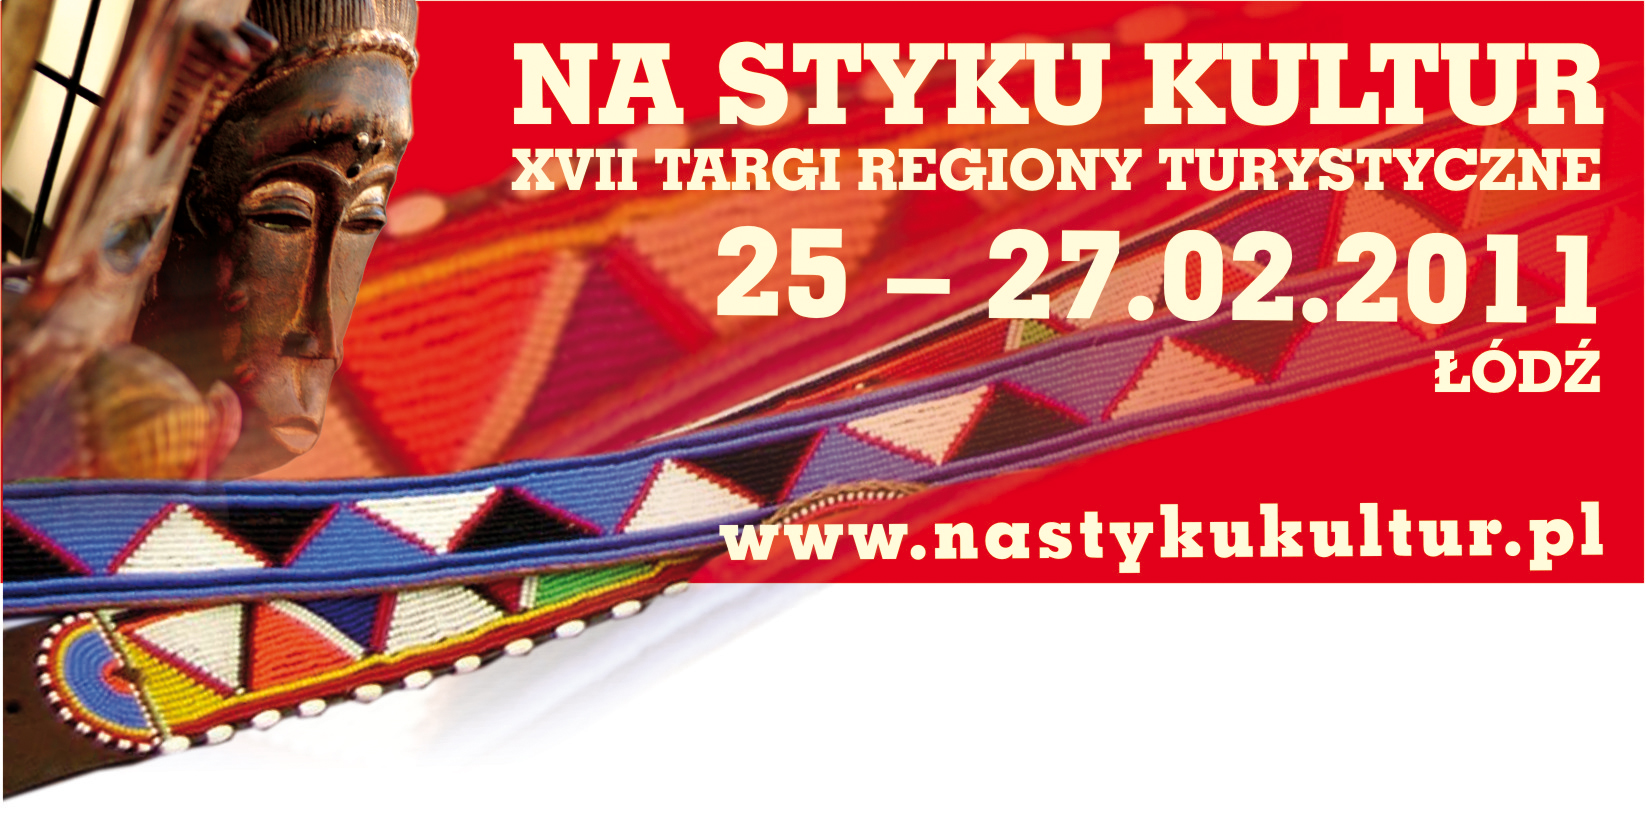 NA STYKU KULTUR
XVII TARGI REGIONY TURYSTYCZNE
25 – 27.02.2011
ŁÓDŹ
www.nastykukultur.pl